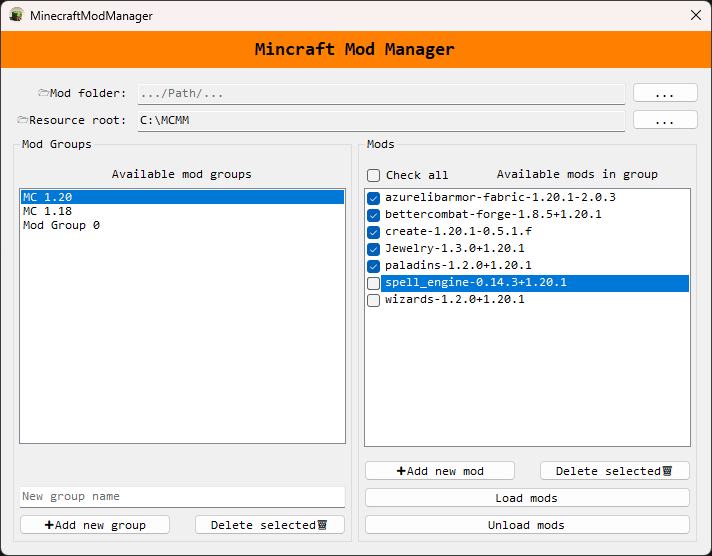 MinecraftModManager
Mincraft Mod Manager
Mod folder: .../Path/... ...
Resource root: C:\MCMM ...
Mod Groups
Available mod groups
MC 1.20
MC 1.18
Mod Group 0
New group name
+Add new group Delete selected
Mods
Check all Available mods in group
azurelibarmor-fabric-1.20.1-2.0.3
bettercombat-forge-1.8.5+1.20.1
create-1.20.1-0.5.1.f
Jewelry-1.3.0+1.20.1
paladins-1.2.0+1.20.1
spell_engine-0.14.3+1.20.1
wizards-1.2.0+1.20.1
+Add new mod Delete selected
Load mods
Unload mods